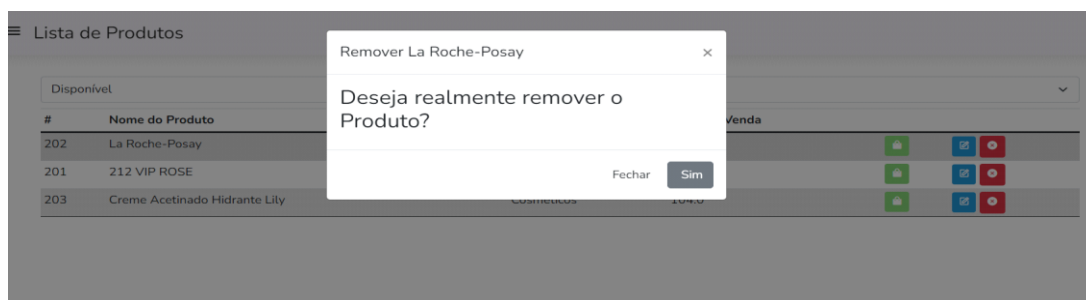 Lista de Produtos
Remover La Roche-Posay ×
Deseja realmente remover o
Produto?
Fechar Sim
Disponível
# Nome do Produto Venda
202 La Roche-Posay
201 212 VIP ROSE
203 Creme Acetinado Hidrante Lily Cosméticos 104.0